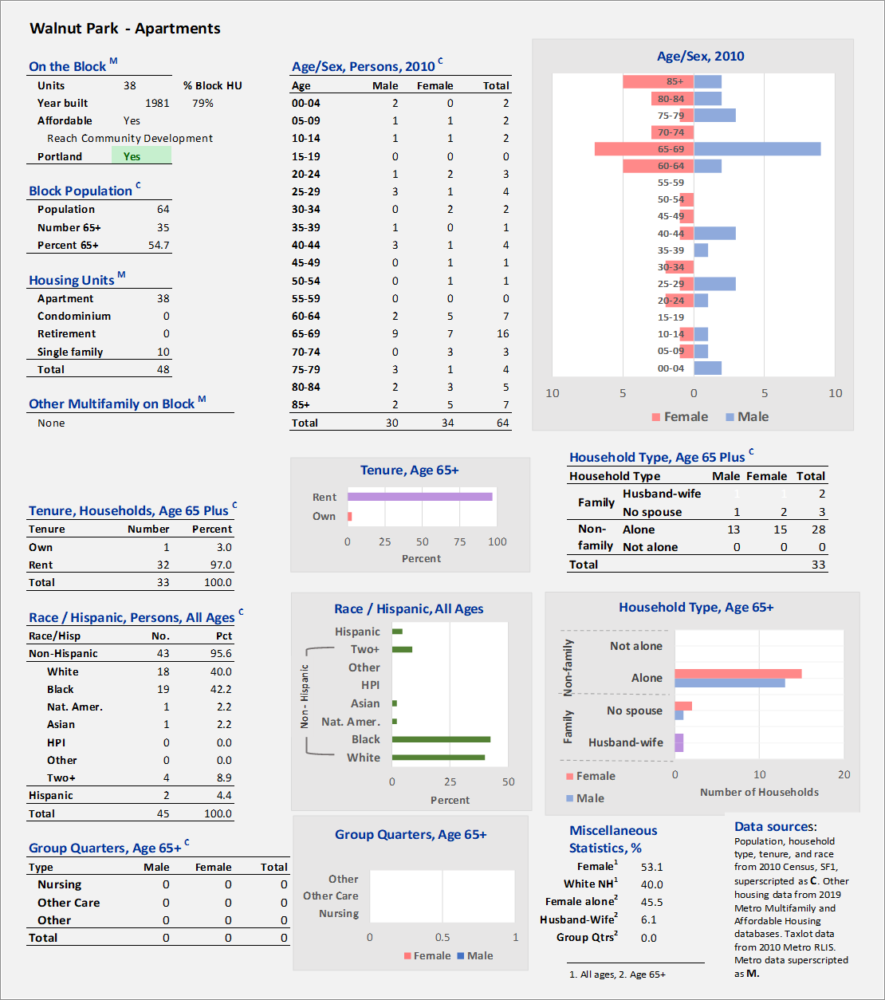 Walnut Park - Apartments
On the Block M
Units 38 % Block HU
Year built 1981 79%
Affordable Yes
Reach Community Development
Portland Yes
Block Population C
Population 64
Number 65+ 35
Percent 65+ 54.7
Housing Units M
Apartment 38
Condominium 0
Retirement 0
Single family 10
Total 48
Other Multifamily on Block M
None
Age/Sex, Persons, 2010 C
Age Male Female Total
00-04 2 0 2
05-09 1 1 2
10-14 1 1 2
15-19 0 0 0
20-24 1 2 3
25-29 3 1 4
30-34 0 2 2
35-39 1 0 1
40-44 3 1 4
45-49 0 1 1
50-54 0 1 1
55-59 0 0 0
60-64 2 5 7
65-69 9 7 16
70-74 0 3 3
75-79 3 1 4
80-84 2 3 5
85+ 2 5 7
Total 30 34 64
Age/Sex, 2010
85+
80-84
75-79
70-74
65-69
60-64
55-59
50-54
45-49
40-44
35-39
30-34
25-29
20-24
15-19
10-14
05-09
00-04
10 5 0 5 10
Female Male
Tenure, Households, Age 65 Plus C
Tenure Number Percent
Own 1 3.0
Rent 32 97.0
Total 33 100.0
Tenure, Age 65+
Rent
Own
0 25 50 75 100
Percent
Household Type, Age 65 Plus C
Household Type Male Female Total
Family Husband-wife 1 1 2
No spouse 1 2 3
Non-family Alone 13 15 28
Not alone 0 0 0
Total 33
Race / Hispanic, Persons, All Ages C
Race/Hisp No. Pct
Non-Hispanic 43 95.6
White 18 40.0
Black 19 42.2
Nat. Amer. 1 2.2
Asian 1 2.2
HPI 0 0.0
Other 0 0.0
Two+ 4 8.9
Hispanic 2 4.4
Total 45 100.0
Race / Hispanic, All Ages
Hispanic
Two+
Other
HPI
Asian
Nat. Amer.
Black
White
Non - Hispanic
0 25 50
Percent
Household Type, Age 65+
Non-family
Not alone
Alone
Family
No spouse
Husband-wife
0 10 20
Number of Households
Female
Male
Group Quarters, Age 65+ C
Type Male Female Total
Nursing 0 0 0
Other Care 0 0 0
Other 0 0 0
Total 0 0 0
Group Quarters, Age 65+
Other
Other Care
Nursing
0 0.5 1
Female Male
Miscellaneous
Statistics, %
Female1 53.1
White NH1 40.0
Female alone2 45.5
Husband-Wife2 6.1
Group Qtrs2 0.0
1. All ages, 2. Age 65+
Data sources:
Population, household
type, tenure, and race
from 2010 Census, SF1,
superscripted as C. Other
housing data from 2019
Metro Multifamily and
Affordable Housing
databases. Taxlot data
from 2010 Metro RLIS.
Metro data superscripted
as M.